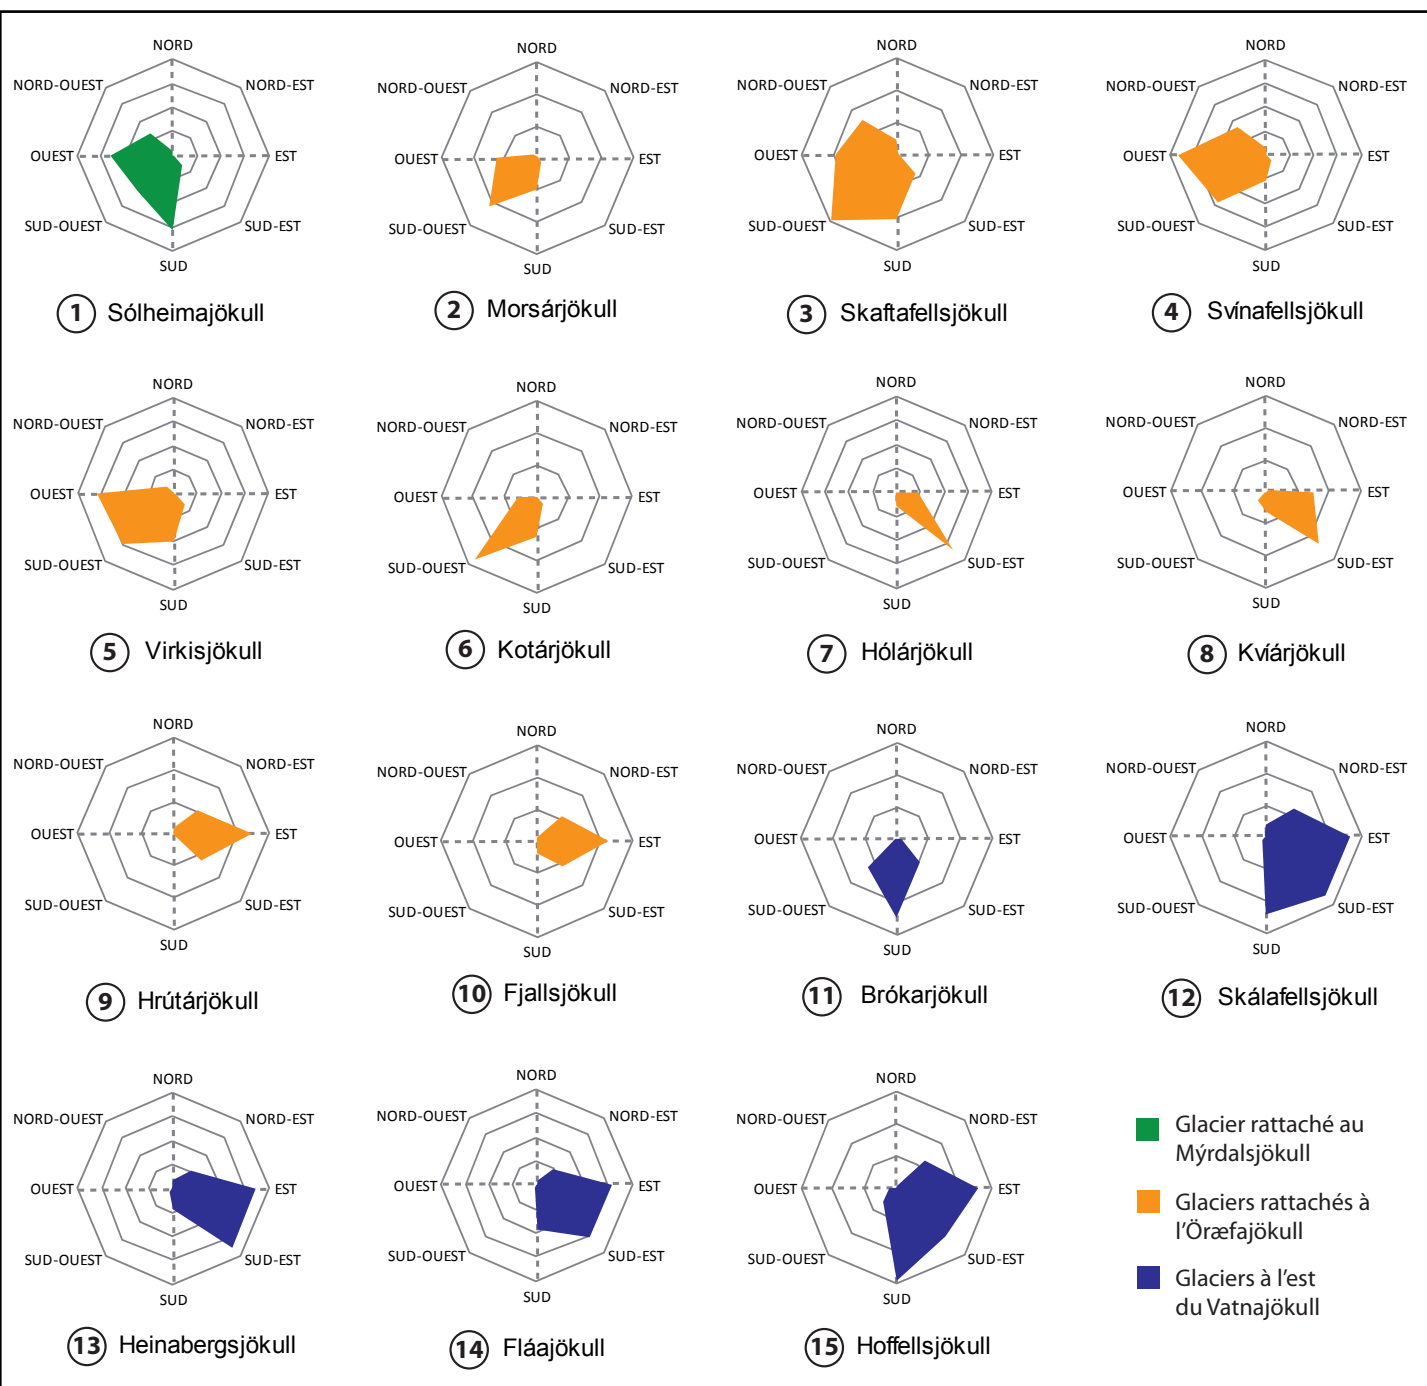 NORD
NORD-OUEST
NORD-EST
OUEST
EST
SUD-OUEST
SUD-EST
SUD
1 Sólheimajökull
NORD
NORD-OUEST
NORD-EST
OUEST
EST
SUD-OUEST
SUD-EST
SUD
2 Morsárjökull
NORD
NORD-OUEST
NORD-EST
OUEST
EST
SUD-OUEST
SUD-EST
SUD
3 Skaftafellsjökull
NORD
NORD-OUEST
NORD-EST
OUEST
EST
SUD-OUEST
SUD-EST
SUD
4 Svínafellsjökull
NORD
NORD-OUEST
NORD-EST
OUEST
EST
SUD-OUEST
SUD-EST
SUD
5 Virkisjökull
NORD
NORD-OUEST
NORD-EST
OUEST
EST
SUD-OUEST
SUD-EST
SUD
6 Kotárjökull
NORD
NORD-OUEST
NORD-EST
OUEST
EST
SUD-OUEST
SUD-EST
SUD
7 Hólárjökull
NORD
NORD-OUEST
NORD-EST
OUEST
EST
SUD-OUEST
SUD-EST
SUD
8 Kvíárjökull
NORD
NORD-OUEST
NORD-EST
OUEST
EST
SUD-OUEST
SUD-EST
SUD
9 Hrútárjökull
NORD
NORD-OUEST
NORD-EST
OUEST
EST
SUD-OUEST
SUD-EST
SUD
10 Fjallsjökull
NORD
NORD-OUEST
NORD-EST
OUEST
EST
SUD-OUEST
SUD-EST
SUD
11 Brókarjökull
NORD
NORD-OUEST
NORD-EST
OUEST
EST
SUD-OUEST
SUD-EST
SUD
12 Skálafellsjökull
NORD
NORD-OUEST
NORD-EST
OUEST
EST
SUD-OUEST
SUD-EST
SUD
13 Heinabergsjökull
NORD
NORD-OUEST
NORD-EST
OUEST
EST
SUD-OUEST
SUD-EST
SUD
14 Fláajökull
NORD
NORD-OUEST
NORD-EST
OUEST
EST
SUD-OUEST
SUD-EST
SUD
15 Hoffellsjökull
Glacier rattaché au
Mýrdalsjökull
Glaciers rattachés à
l'Öræfajökull
Glaciers à l'est
du Vatnajökull